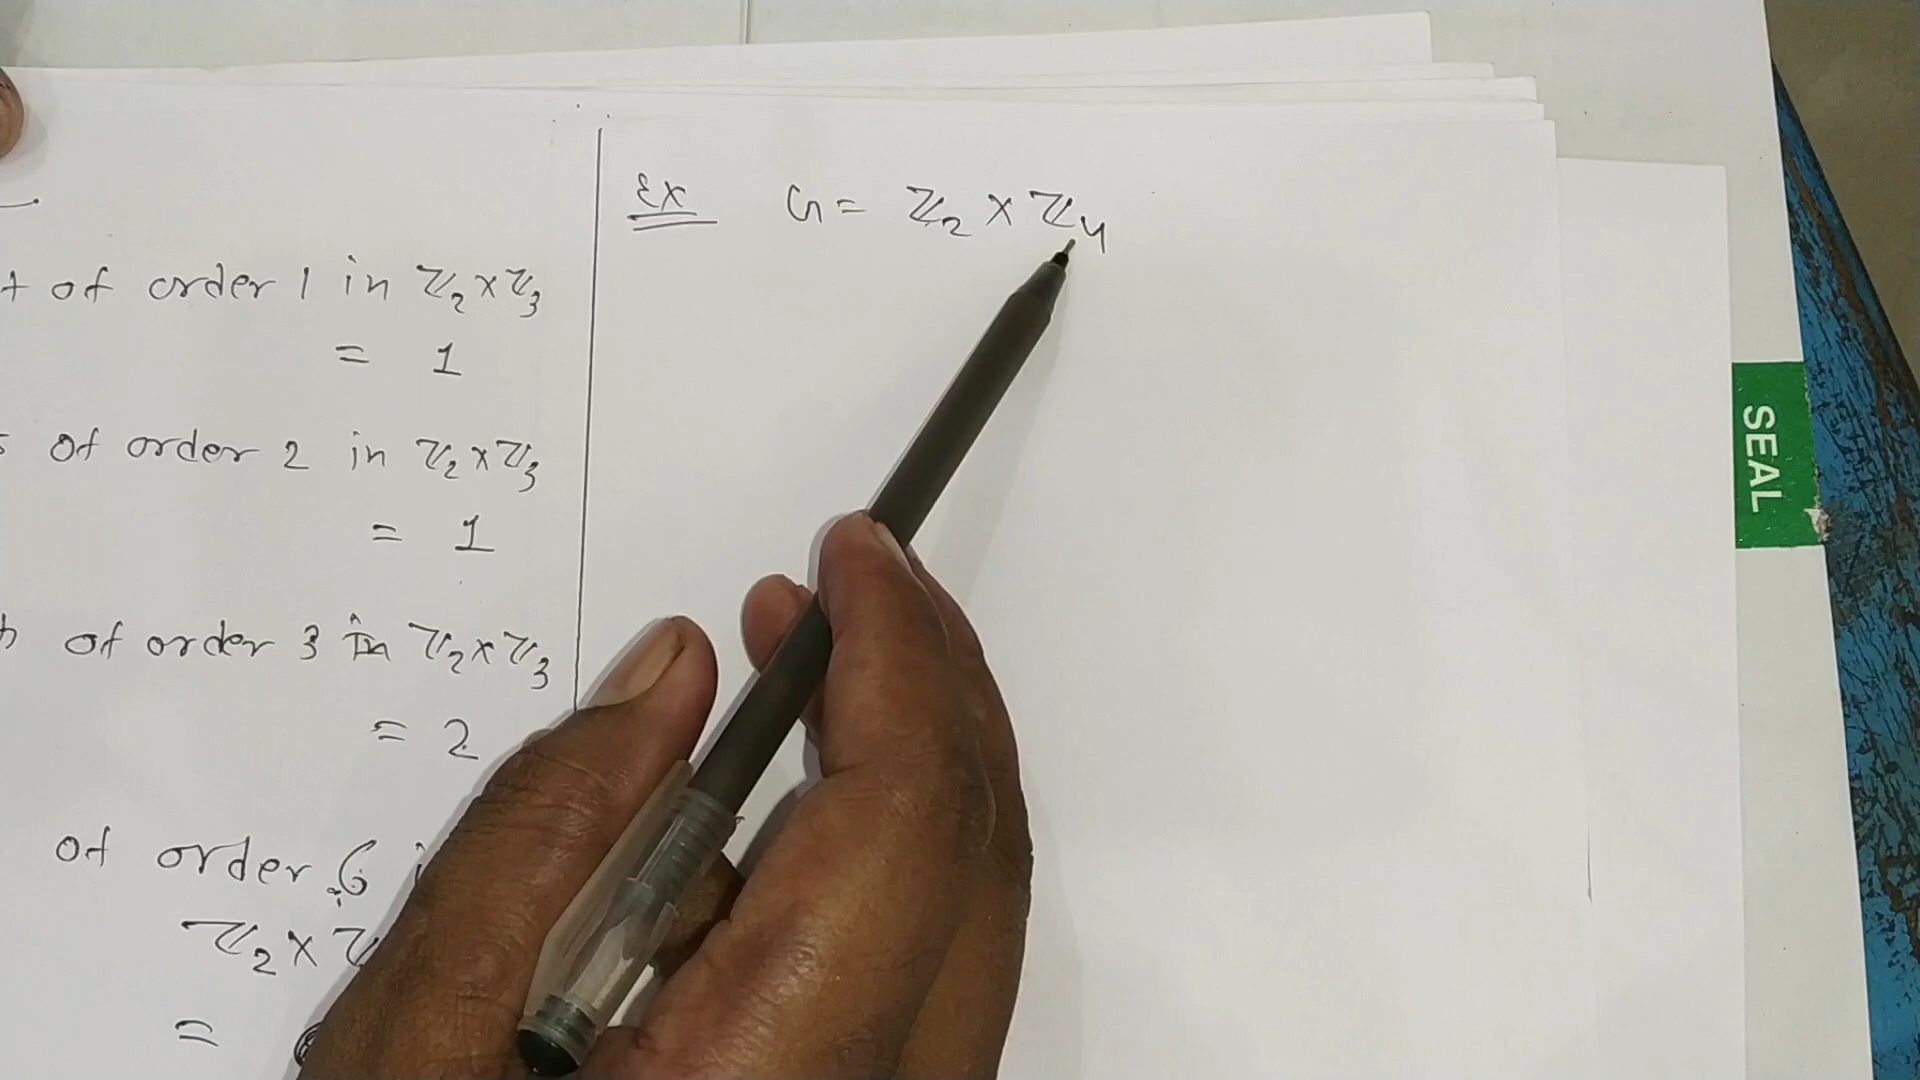 of order 1 in ℤ₂×ℤ₃
= 1
of order 2 in ℤ₂×ℤ₃
= 1
of order 3 in ℤ₂×ℤ₃
= 2
of order 6
ℤ₂×ℤ
=
Ex G = ℤ₂×ℤ₄
SEAL